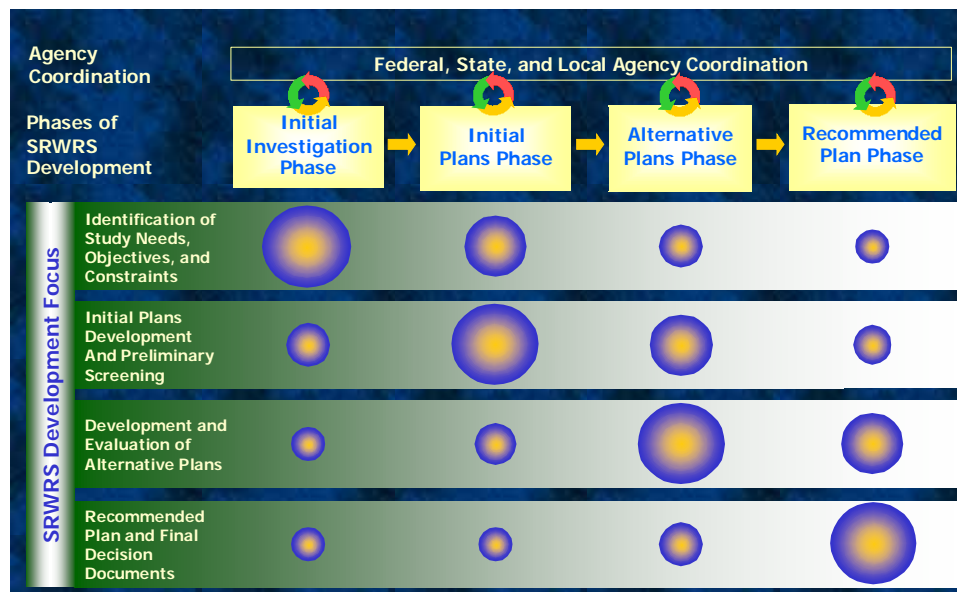 Agency
Coordination
Federal, State, and Local Agency Coordination
Phases of
SRWRS
Development
Initial
Investigation
Phase
Initial
Plans Phase
Alternative
Plans Phase
Recommended
Plan Phase
SRWRS Development Focus
Identification of
Study Needs,
Objectives, and
Constraints
Initial Plans
Development
And Preliminary
Screening
Development and
Evaluation of
Alternative Plans
Recommended
Plan and Final
Decision
Documents